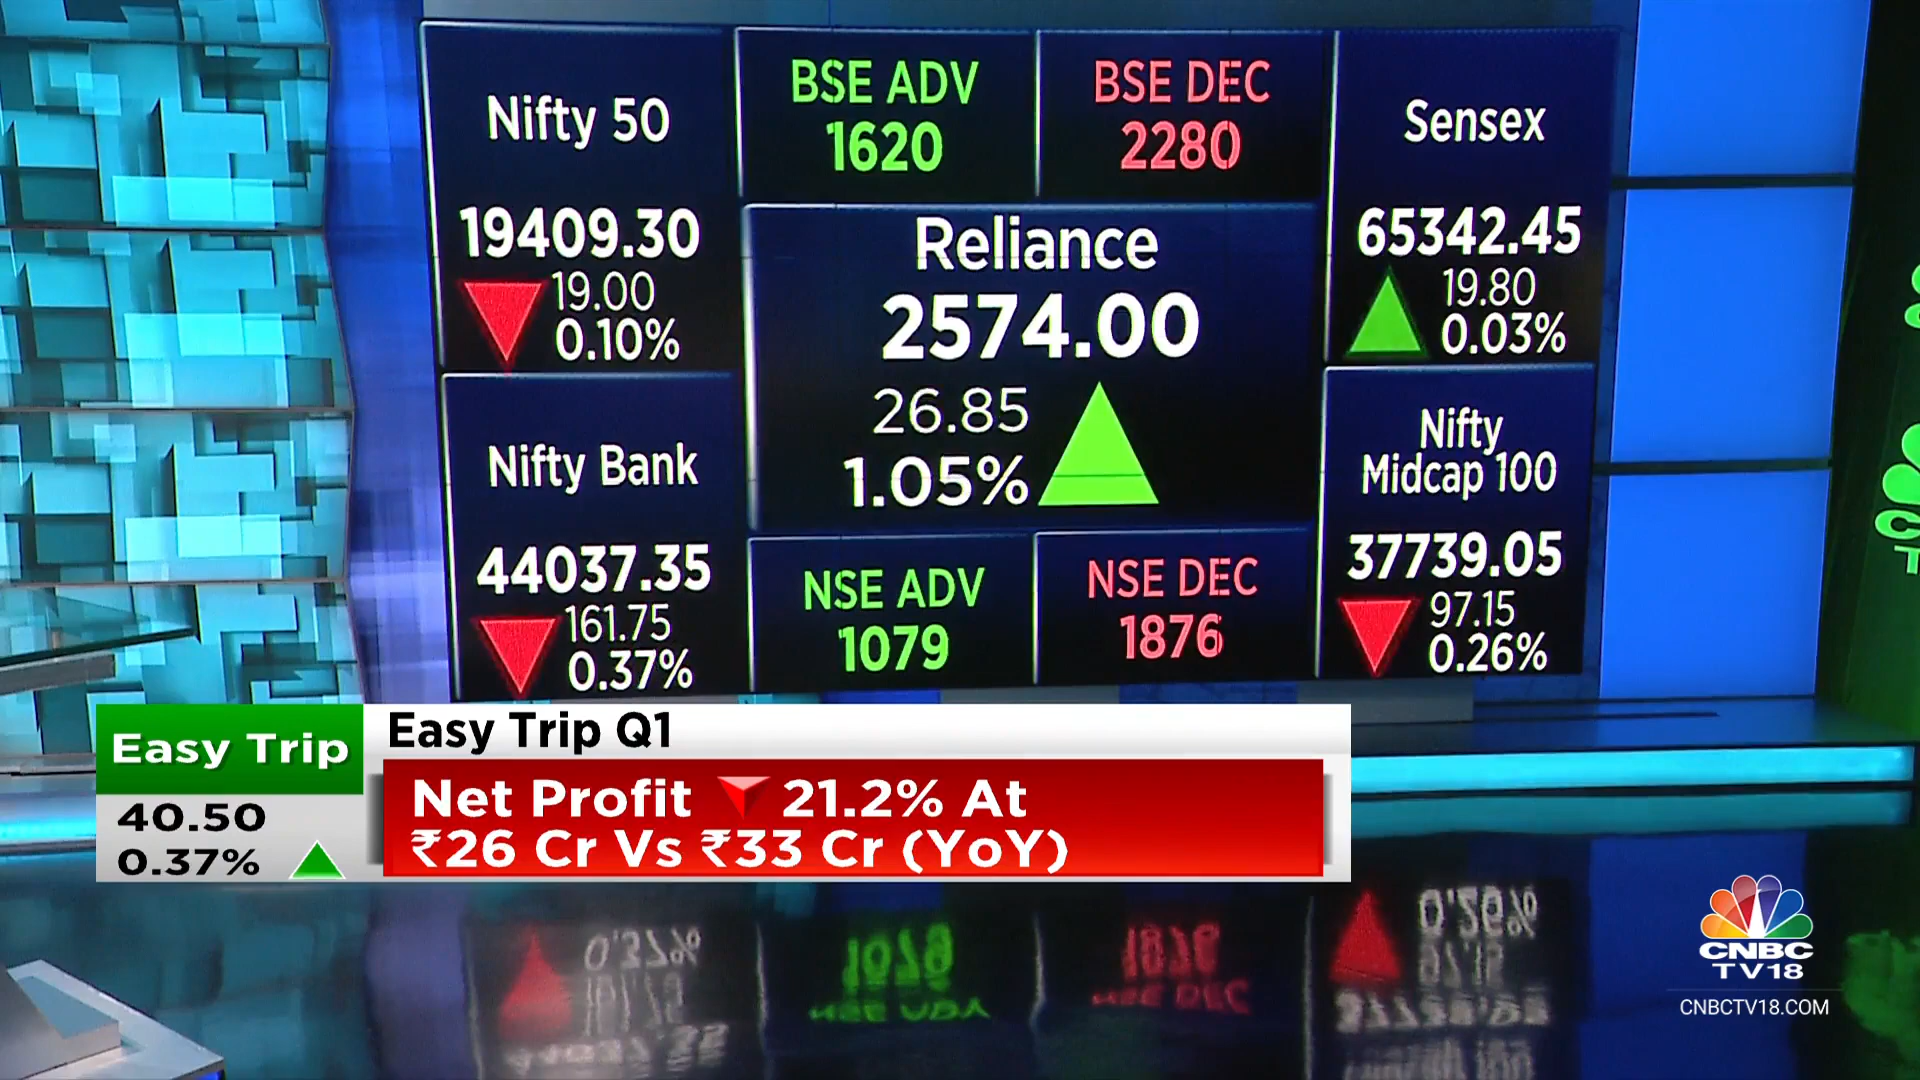 Nifty 50
19409.30
19.00
0.10%
BSE ADV
1620
BSE DEC
2280
Sensex
65342.45
19.80
0.03%
Reliance
2574.00
26.85
1.05%
Nifty Bank
44037.35
161.75
0.37%
NSE ADV
1079
NSE DEC
1876
Nifty
Midcap 100
37739.05
97.15
0.26%
Easy Trip
40.50
0.37%
Easy Trip Q1
Net Profit 21.2% At
₹26 Cr Vs ₹33 Cr (YoY)
CNBC
TV18
CNBCTV18.COM